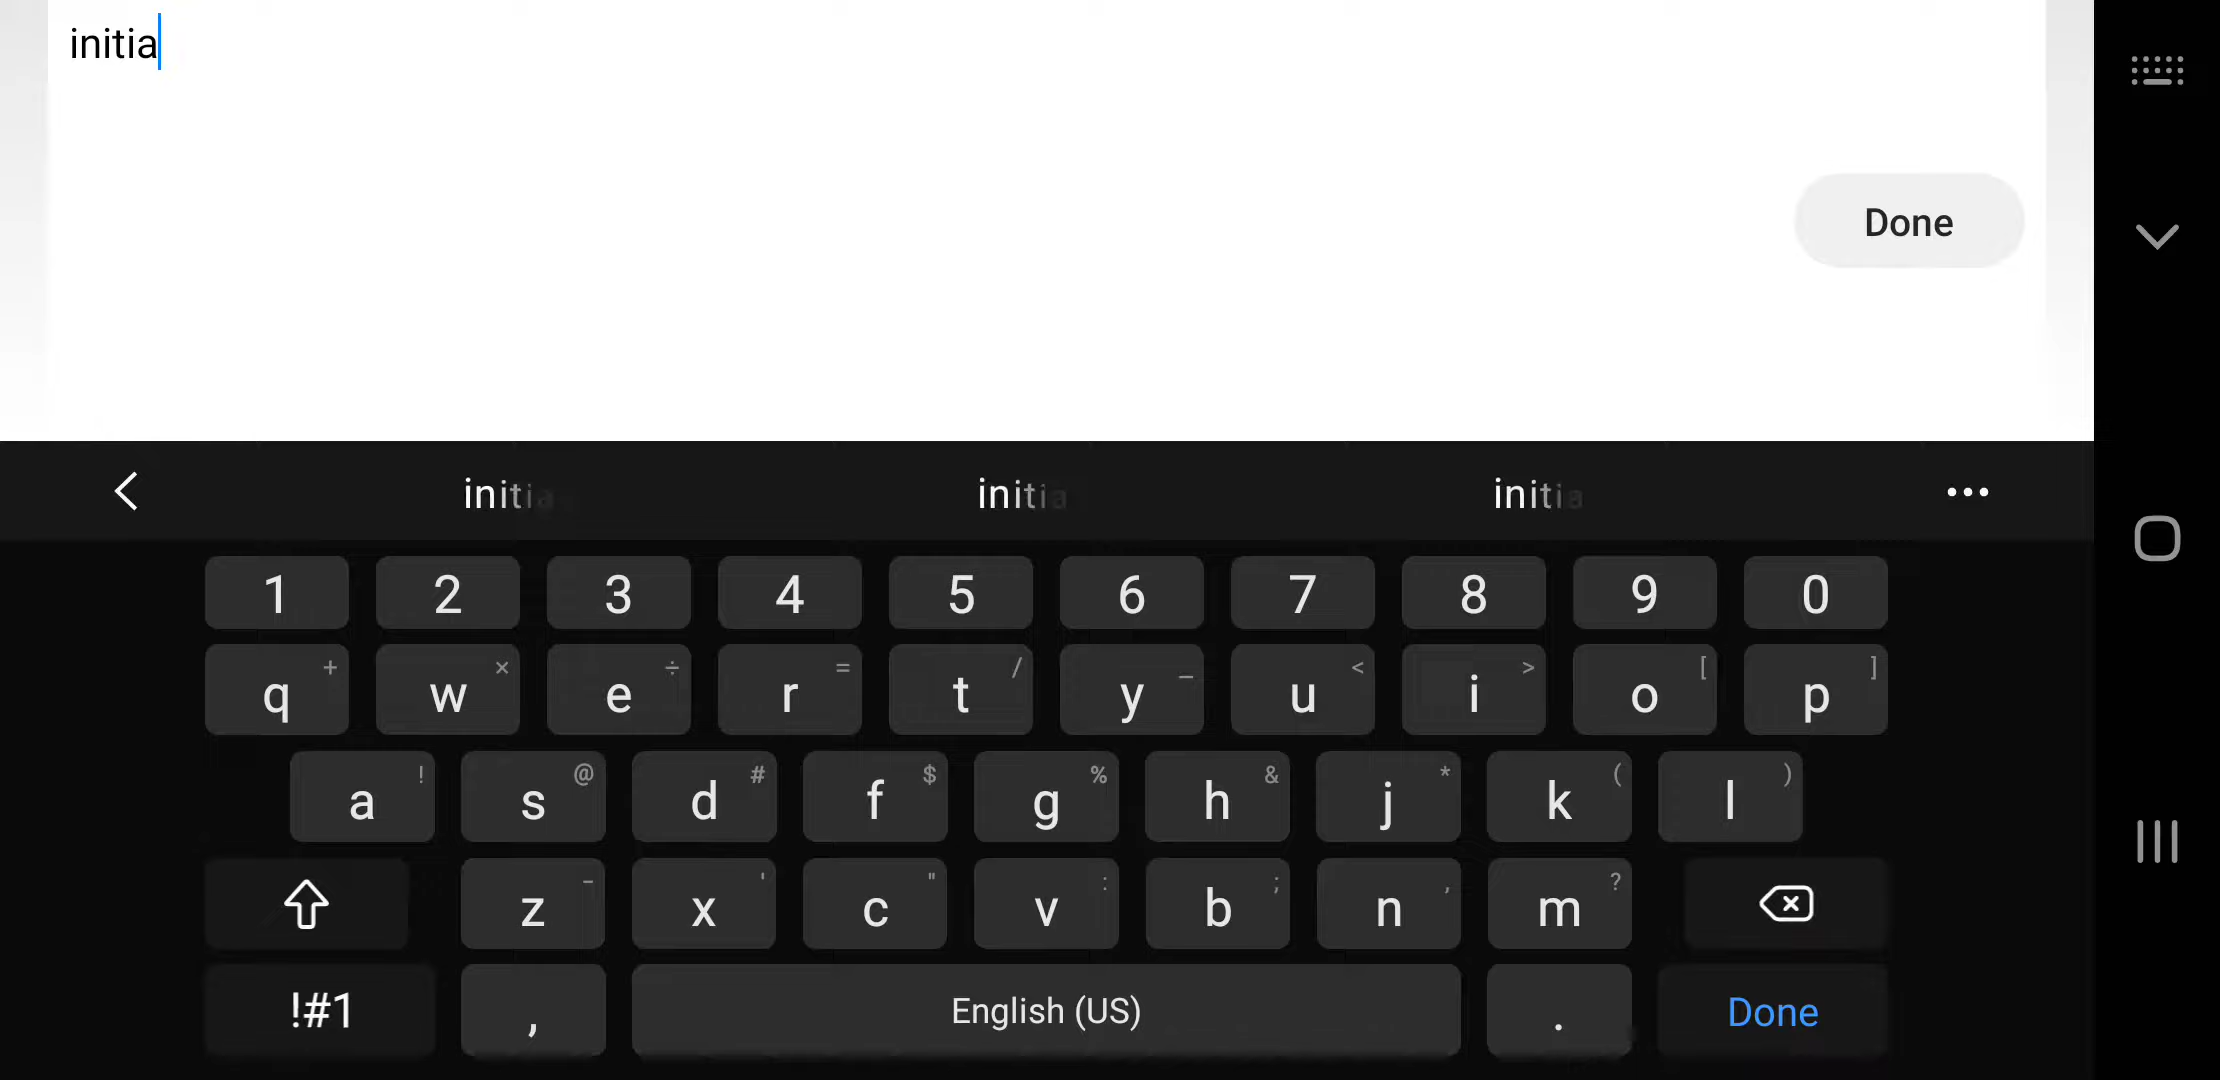 initia
Done
initia initia initia
1 2 3 4 5 6 7 8 9 0
q + w × e ÷ r = t / y _ u < i > o [ p ]
a ! s @ d # f $ g % h & j * k ( l )
z - x ' c " v : b ; n , m ?
!#1 , English (US) . Done